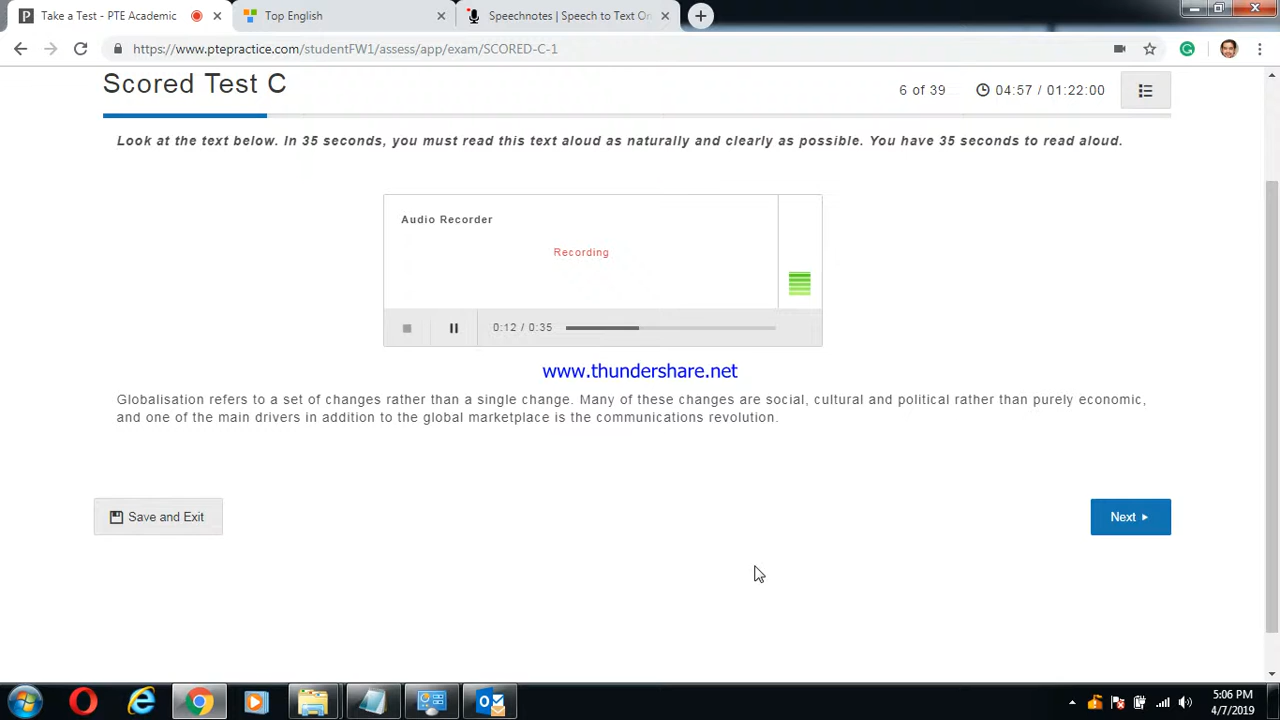 Take a Test - PTE Academic
Top English
Speechnotes | Speech to Text On
https://www.ptepractice.com/studentFW1/assess/app/exam/SCORED-C-1
Scored Test C
6 of 39
04:57 / 01:22:00
Look at the text below. In 35 seconds, you must read this text aloud as naturally and clearly as possible. You have 35 seconds to read aloud.
Audio Recorder
Recording
0:12 / 0:35
www.thundershare.net
Globalisation refers to a set of changes rather than a single change. Many of these changes are social, cultural and political rather than purely economic,
and one of the main drivers in addition to the global marketplace is the communications revolution.
Save and Exit
Next
5:06 PM
4/7/2019